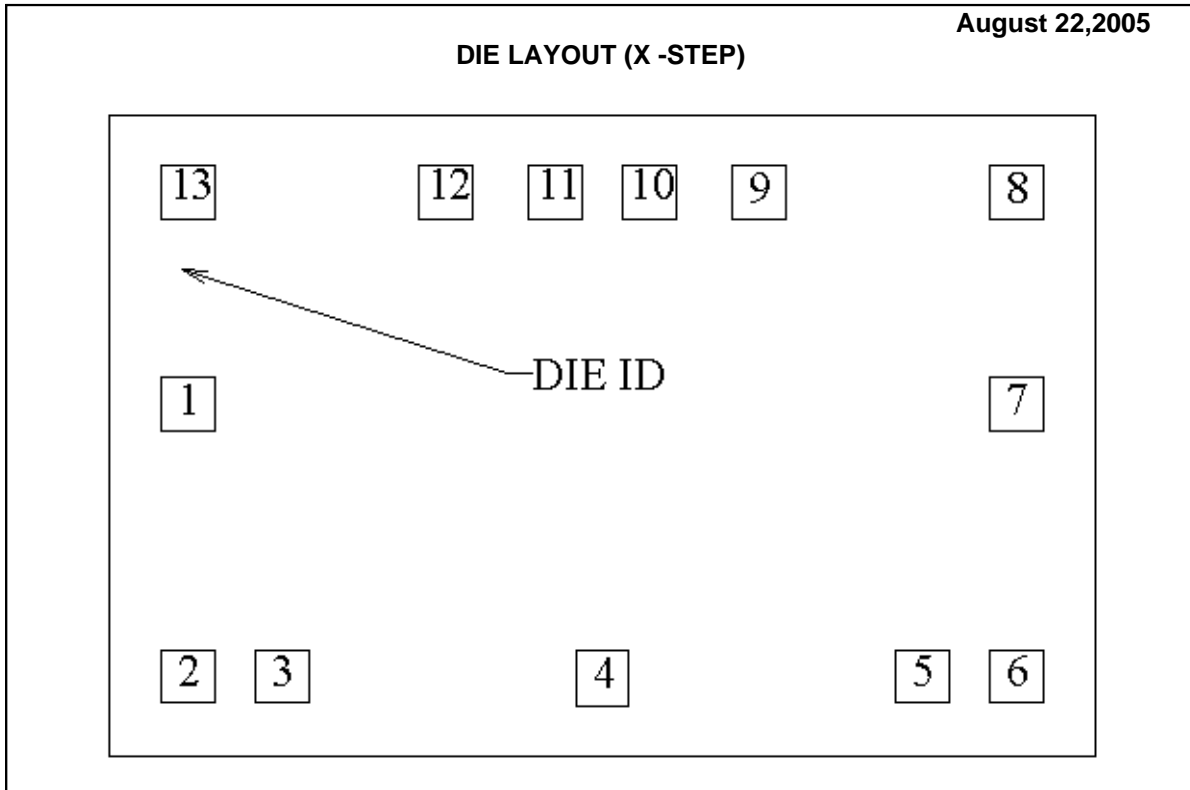 August 22,2005
DIE LAYOUT (X -STEP)
13 12 11 10 9 8
DIE ID
1 7
2 3 4 5 6